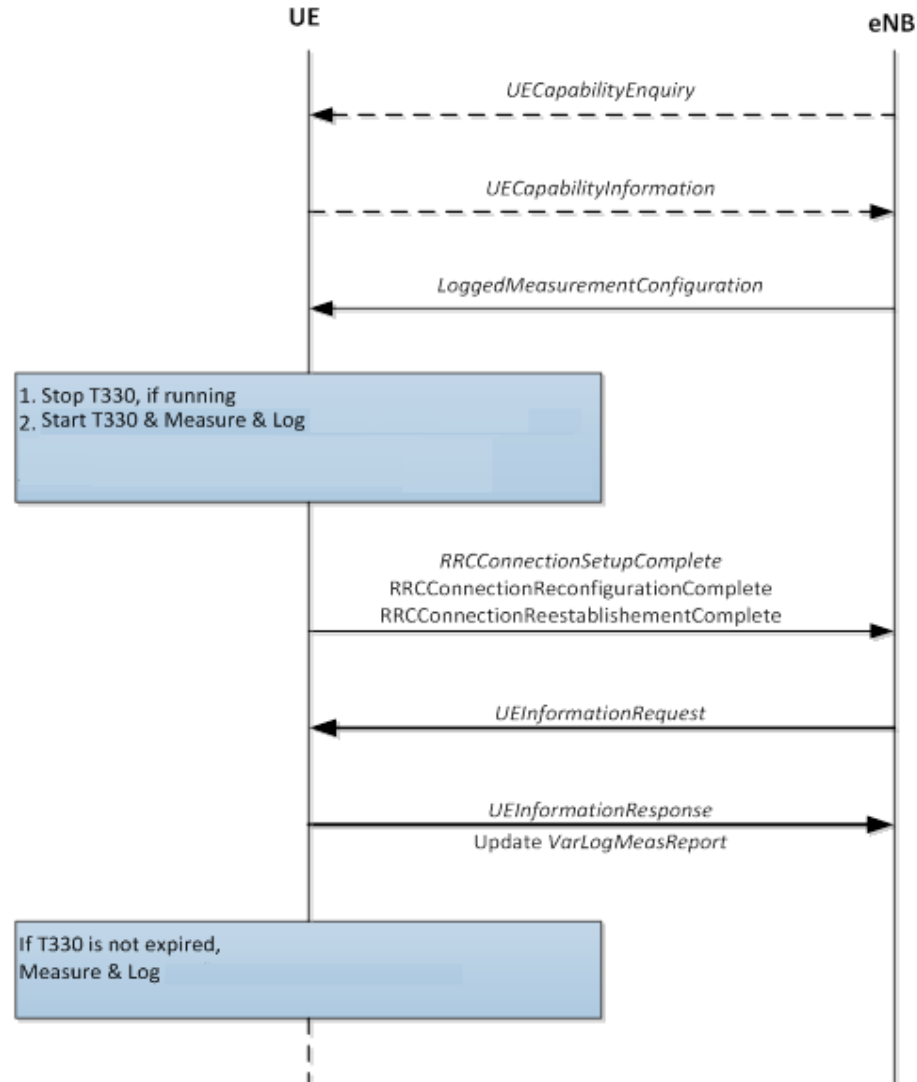 UE
eNB
UECapabilityEnquiry
UECapabilityInformation
LoggedMeasurementConfiguration
1. Stop T330, if running
2. Start T330 & Measure & Log
RRCConnectionSetupComplete
RRCConnectionReconfigurationComplete
RRCConnectionReestablishementComplete
UEInformationRequest
UEInformationResponse
Update VarLogMeasReport
If T330 is not expired,
Measure & Log